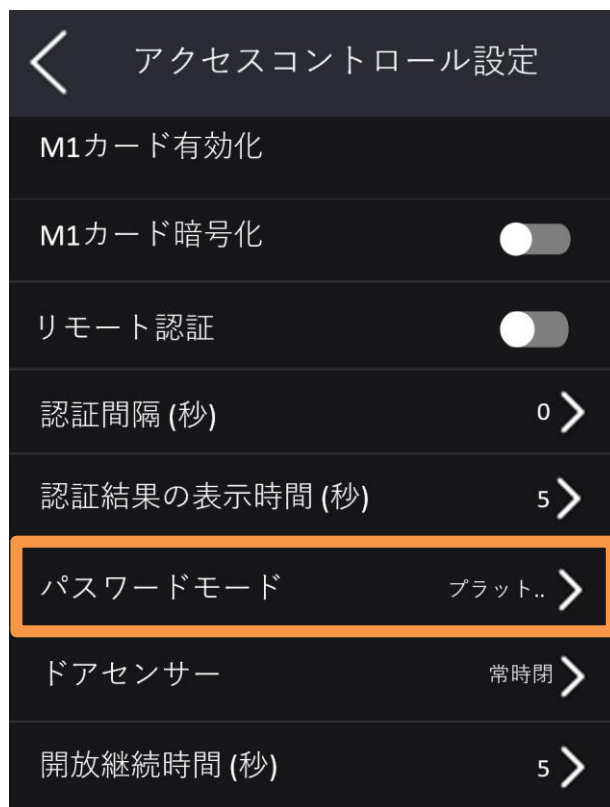 アクセスコントロール設定
M1カード有効化
M1カード暗号化
リモート認証
認証間隔 (秒) 0
認証結果の表示時間 (秒) 5
パスワードモード プラット..
ドアセンサー 常時閉
開放継続時間 (秒) 5